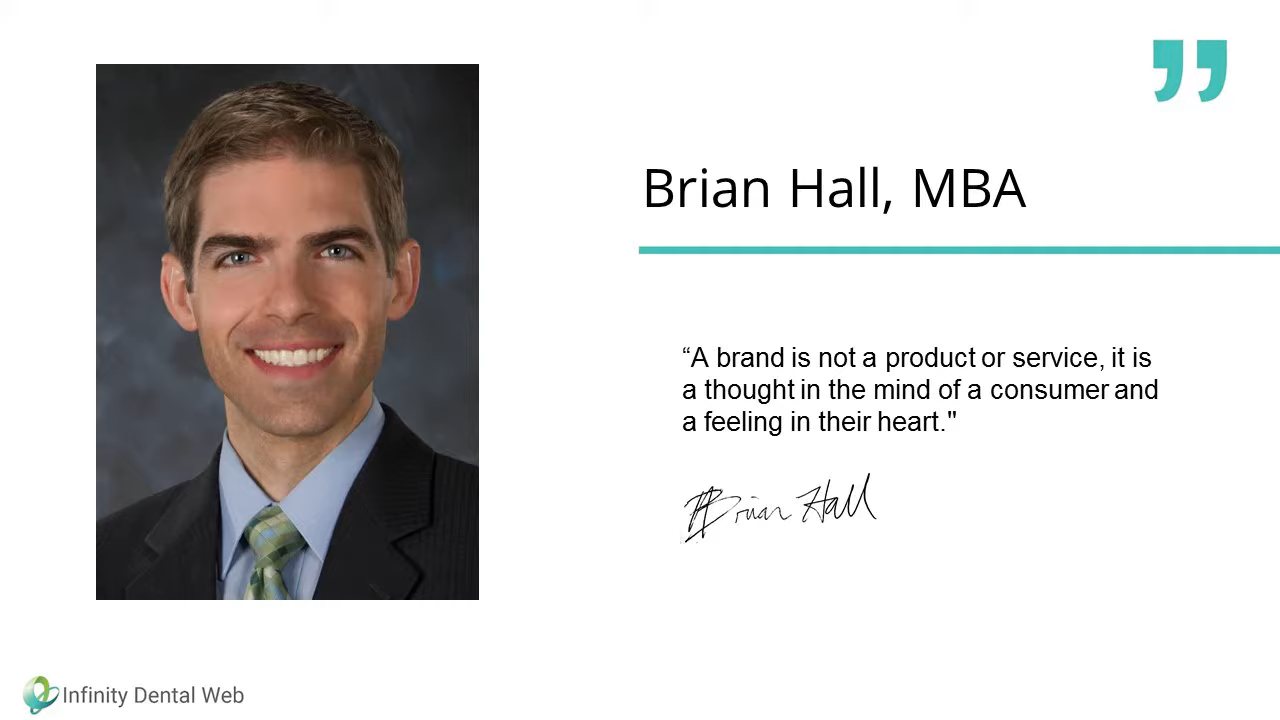 Brian Hall, MBA
“A brand is not a product or service, it is
a thought in the mind of a consumer and
a feeling in their heart."
Brian Hall
Infinity Dental Web